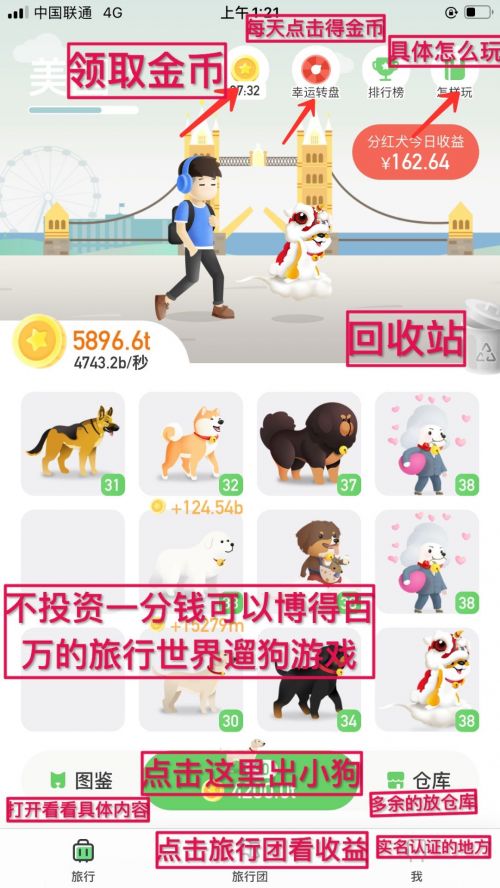 中国联通 4G 上午1:21
每天点击得金币
具体怎么玩
领取金币
美
37:32
幸运转盘
排行榜
怎样玩
分红犬今日收益
¥162.64
5896.6t
4743.2b/秒
回收站
31
32
37
38
+124.54b
38
不投资一分钱可以博得百
万的旅行世界遛狗游戏
+15279m
30
34
38
点击这里出小狗
图鉴
仓库
打开看看具体内容
多余的放仓库
点击旅行团看收益
实名认证的地方
旅行
旅行团
我